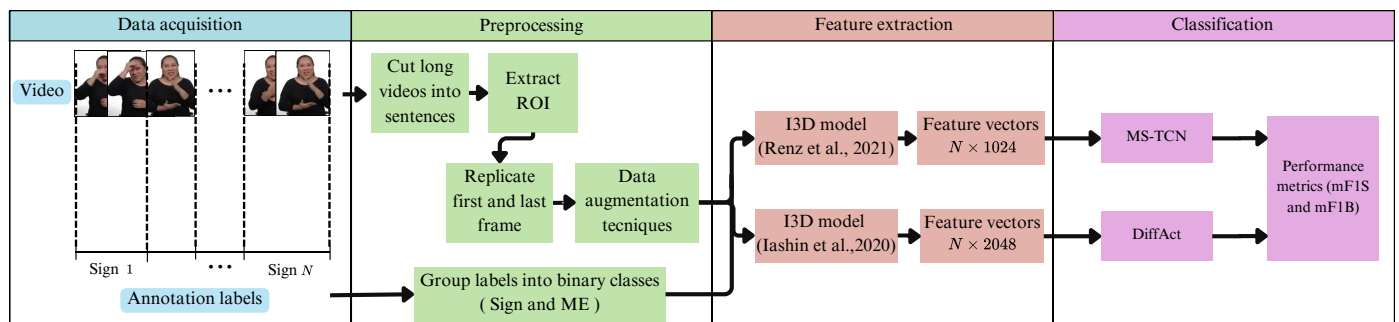 Data acquisition
Preprocessing
Feature extraction
Classification
Video
...
Sign 1
...
Sign N
Annotation labels
Cut long
videos into
sentences
Extract
ROI
Replicate
first and last
frame
Data
augmentation
tecniques
Group labels into binary classes
( Sign and ME )
I3D model
(Renz et al., 2021)
Feature vectors
N × 1024
I3D model
(Iashin et al.,2020)
Feature vectors
N × 2048
MS-TCN
DiffAct
Performance
metrics (mF1S
and mF1B)